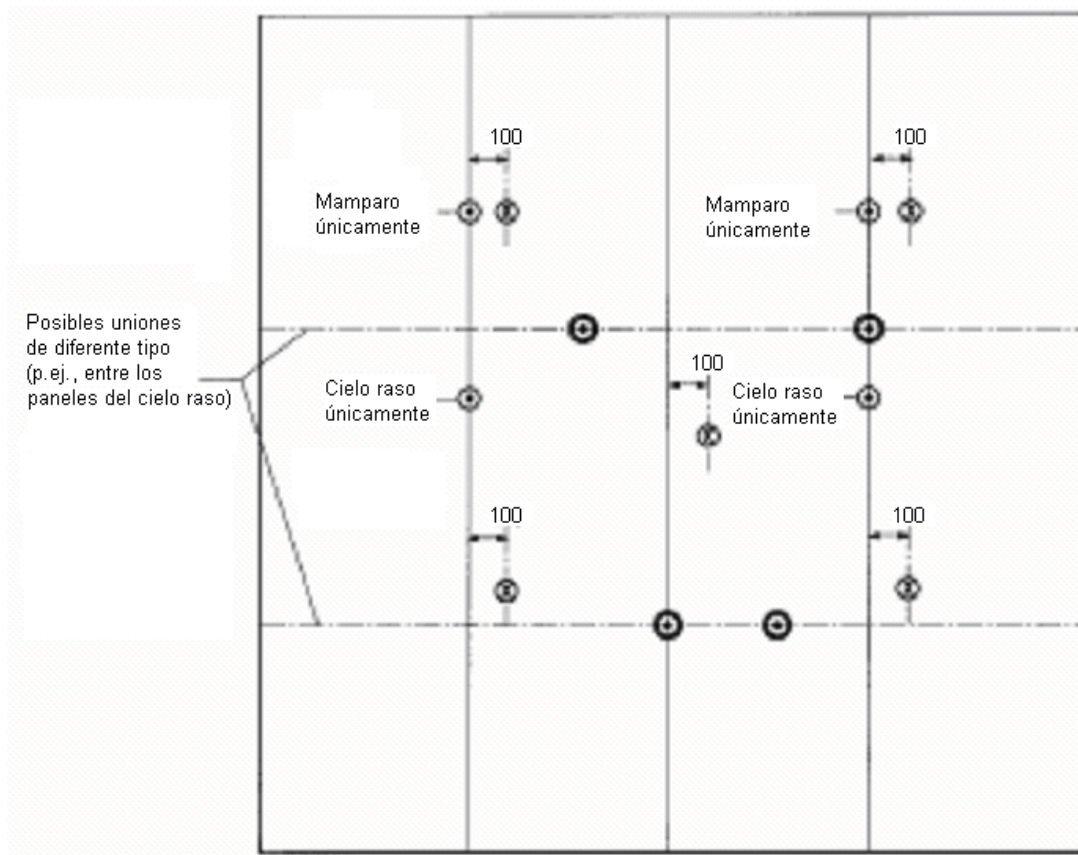 100
100
Mamparo
únicamente
Mamparo
únicamente
Posibles uniones
de diferente tipo
(p.ej., entre los
paneles del cielo raso)
100
Cielo raso
únicamente
Cielo raso
únicamente
100
100